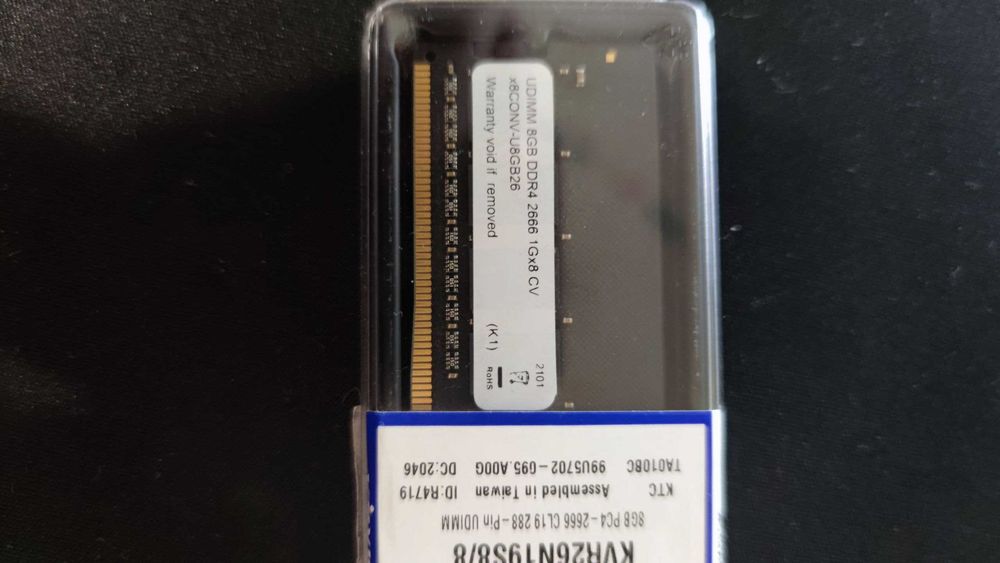 UDIMM 8GB DDR4 2666 1Gx8 CV
x8CONV-U8GB26
Warranty void if removed
(K1)
2101
RoHS
KVR26N19S8/8
8GB PC4-2666 CL19 288-Pin UDIMM
KTC Assembled in Taiwan ID:R4719
TA010BC 99U5702-095.A00G DC:2046